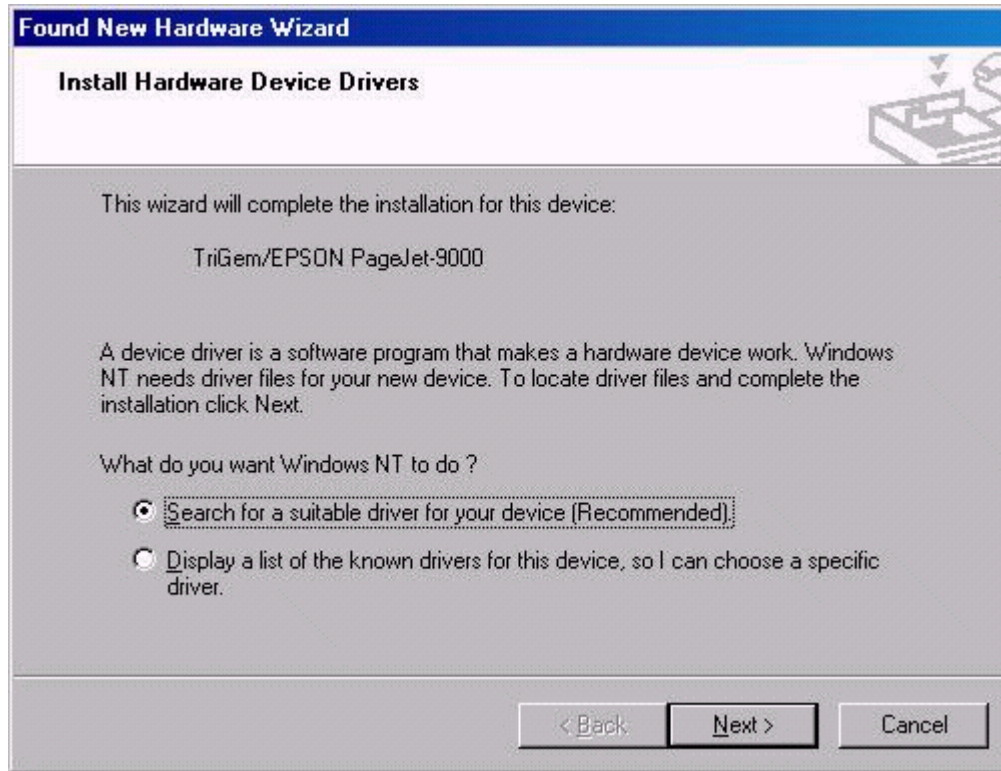 Found New Hardware Wizard
Install Hardware Device Drivers
This wizard will complete the installation for this device:
TriGem/EPSON PageJet-9000
A device driver is a software program that makes a hardware device work. Windows
NT needs driver files for your new device. To locate driver files and complete the
installation click Next.
What do you want Windows NT to do ?
Search for a suitable driver for your device (Recommended).
Display a list of the known drivers for this device, so I can choose a specific
driver.
< Back
Next >
Cancel